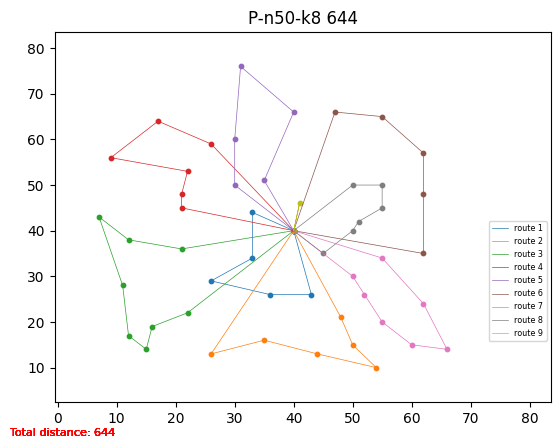 P-n50-k8 644
80
70
60
50
40
30
20
10
0 10 20 30 40 50 60 70 80
route 1
route 2
route 3
route 4
route 5
route 6
route 7
route 8
route 9
Total distance: 644